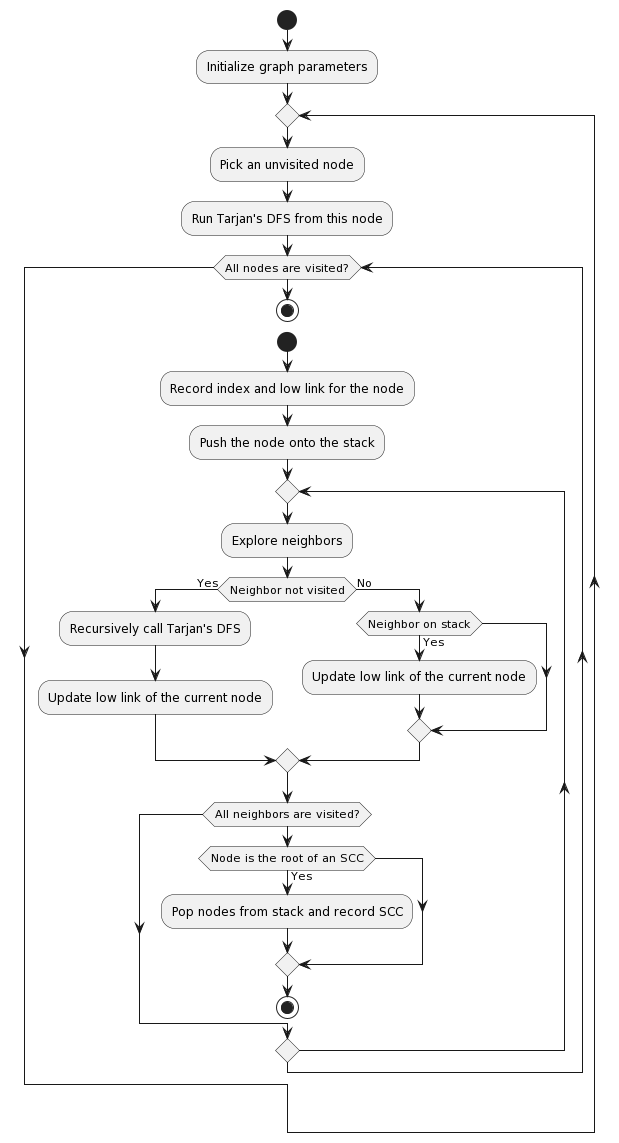 Initialize graph parameters
Pick an unvisited node
Run Tarjan's DFS from this node
All nodes are visited?
Record index and low link for the node
Push the node onto the stack
Explore neighbors
Yes
Neighbor not visited
No
Recursively call Tarjan's DFS
Update low link of the current node
Neighbor on stack
Yes
Update low link of the current node
All neighbors are visited?
Node is the root of an SCC
Yes
Pop nodes from stack and record SCC